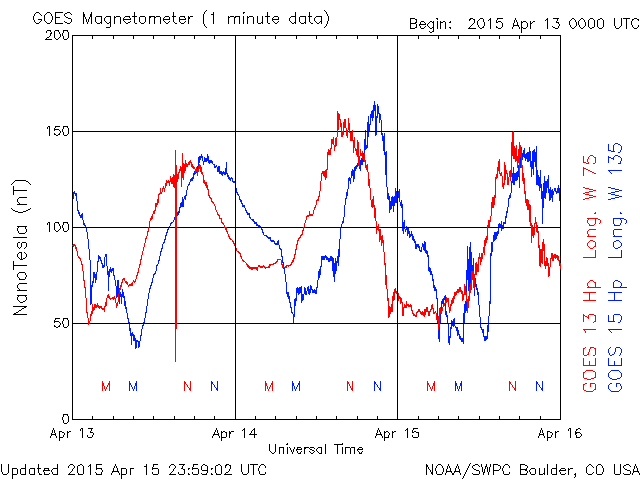 GOES Magnetometer (1 minute data)
Begin: 2015 Apr 13 0000 UTC
200
150
100
50
0
NanoTesla (nT)
M M N N M M N N M M N N
Apr 13 Apr 14 Apr 15 Apr 16
Universal Time
GOES 13 Hp Long. W 75
GOES 15 Hp Long. W 135
Updated 2015 Apr 15 23:59:02 UTC
NOAA/SWPC Boulder, CO USA